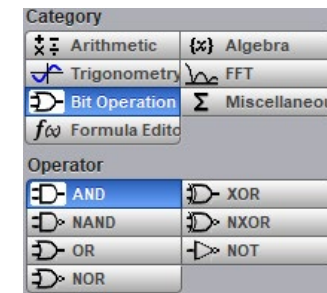 Category
Arithmetic {x} Algebra
Trigonometry FFT
Bit Operation Σ Miscellaneou
f(x) Formula Edito
Operator
AND XOR
NAND NXOR
OR NOT
NOR